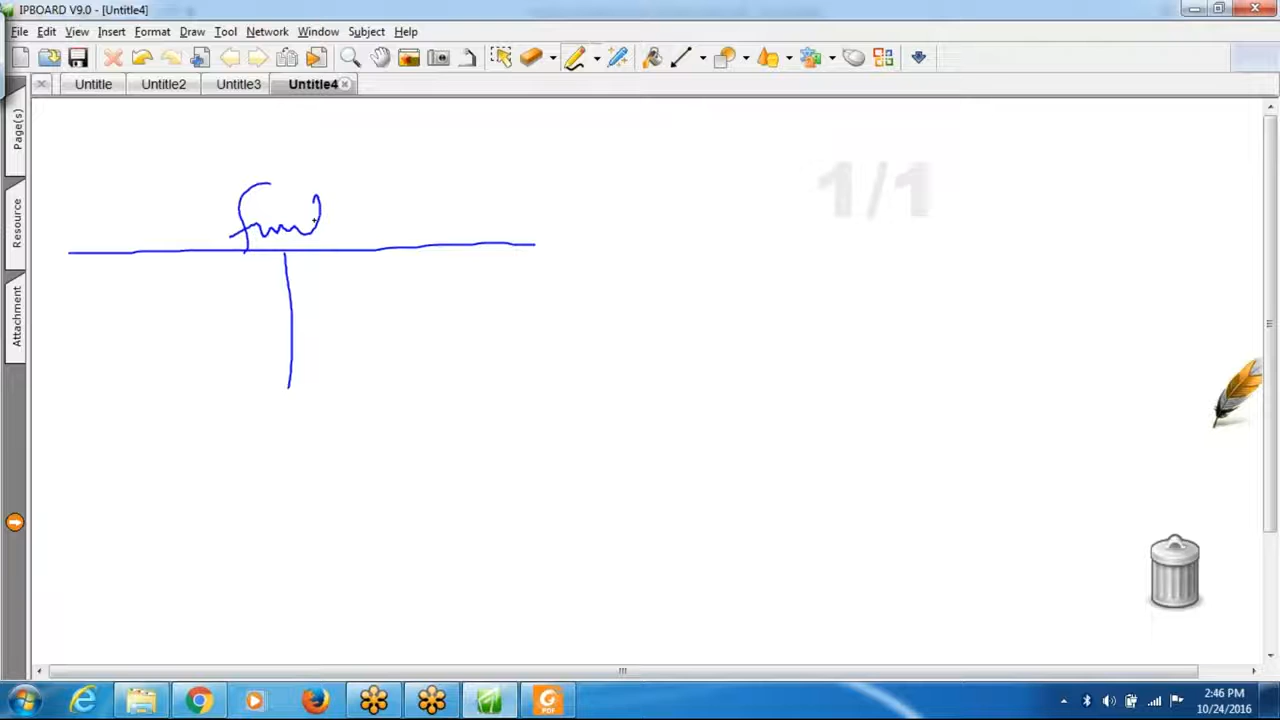 IPBOARD V9.0 - [Untitle4]
File Edit View Insert Format Draw Tool Network Window Subject Help
Untitle Untitle2 Untitle3 Untitle4
Page(s)
Resource
Attachment
1/1
PDF
2:46 PM
10/24/2016